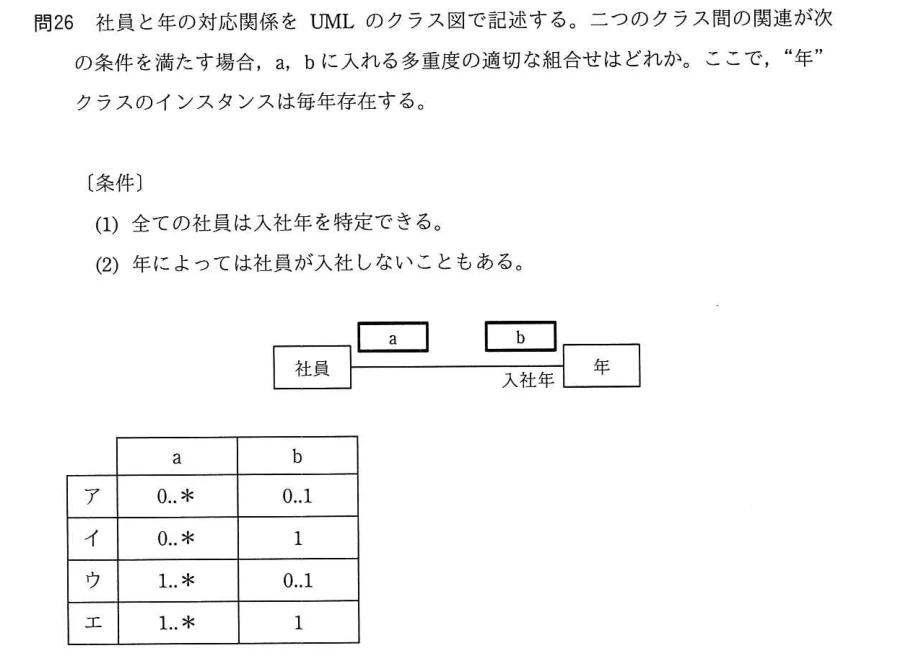 問26 社員と年の対応関係を UML のクラス図で記述する。二つのクラス間の関連が次
の条件を満たす場合，a，b に入れる多重度の適切な組合せはどれか。ここで，“年”
クラスのインスタンスは毎年存在する。
〔条件〕
(1) 全ての社員は入社年を特定できる。
(2) 年によっては社員が入社しないこともある。
a b
社員 年
入社年
a b
ア 0..＊ 0..1
イ 0..＊ 1
ウ 1..＊ 0..1
エ 1..＊ 1